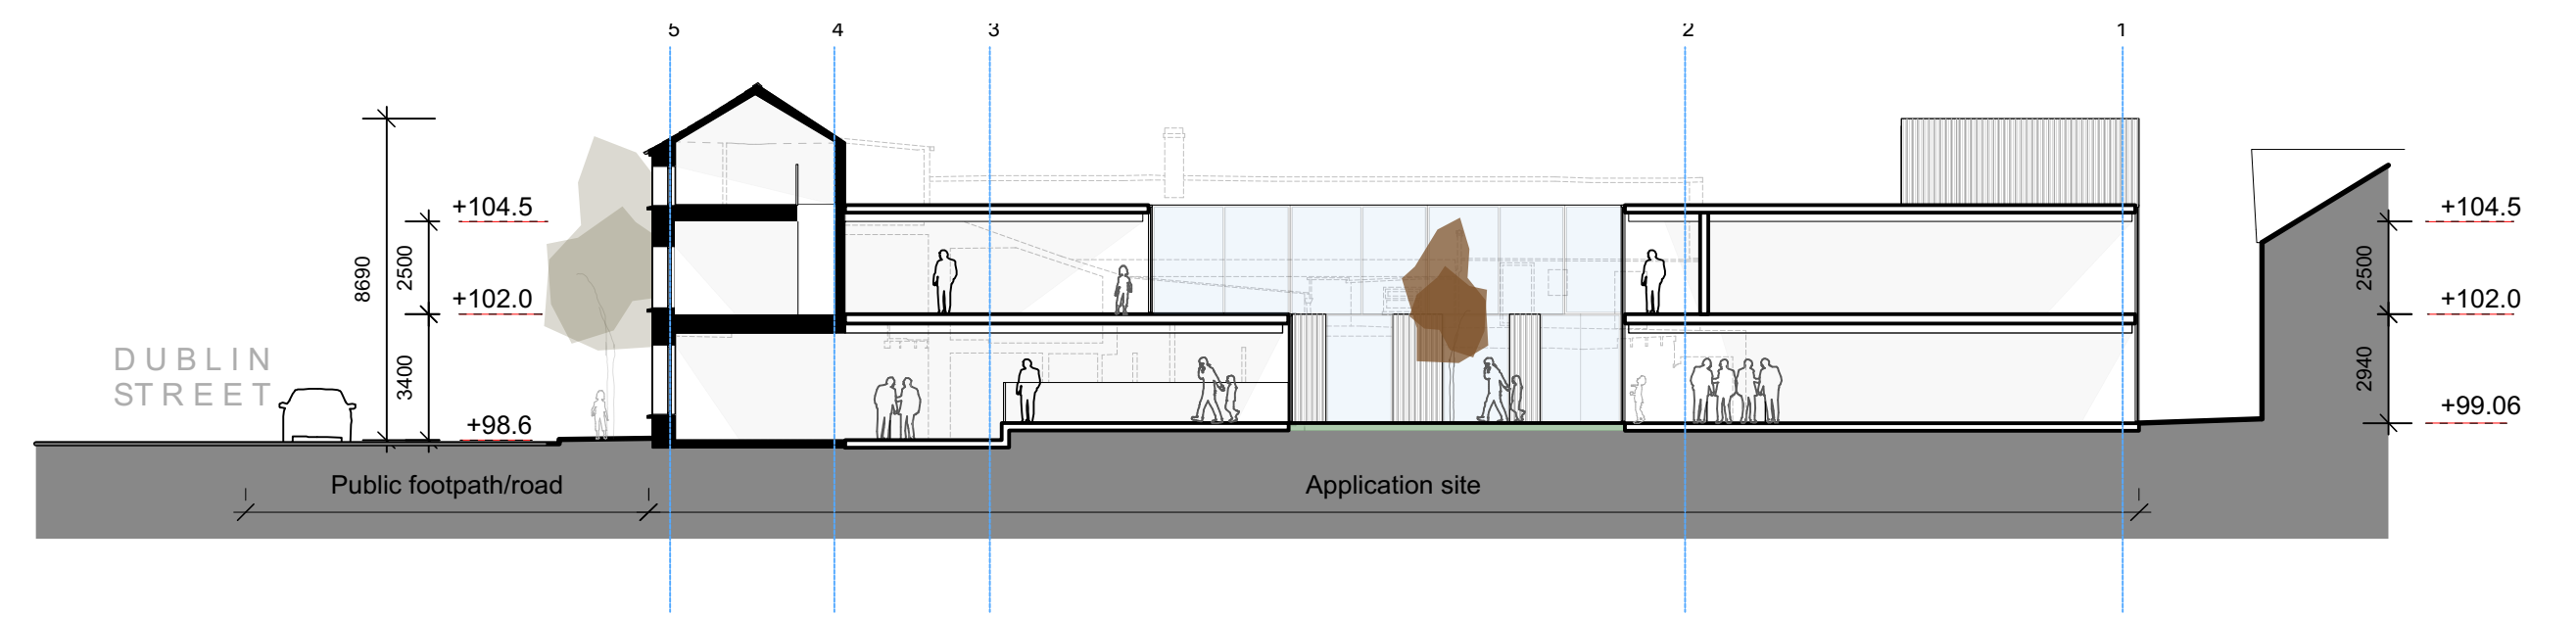 5 4 3 2 1
+104.5
+104.5
8690
2500
2500
+102.0
+102.0
DUBLIN
STREET
3400
2940
+98.6
+99.06
Public footpath/road
Application site